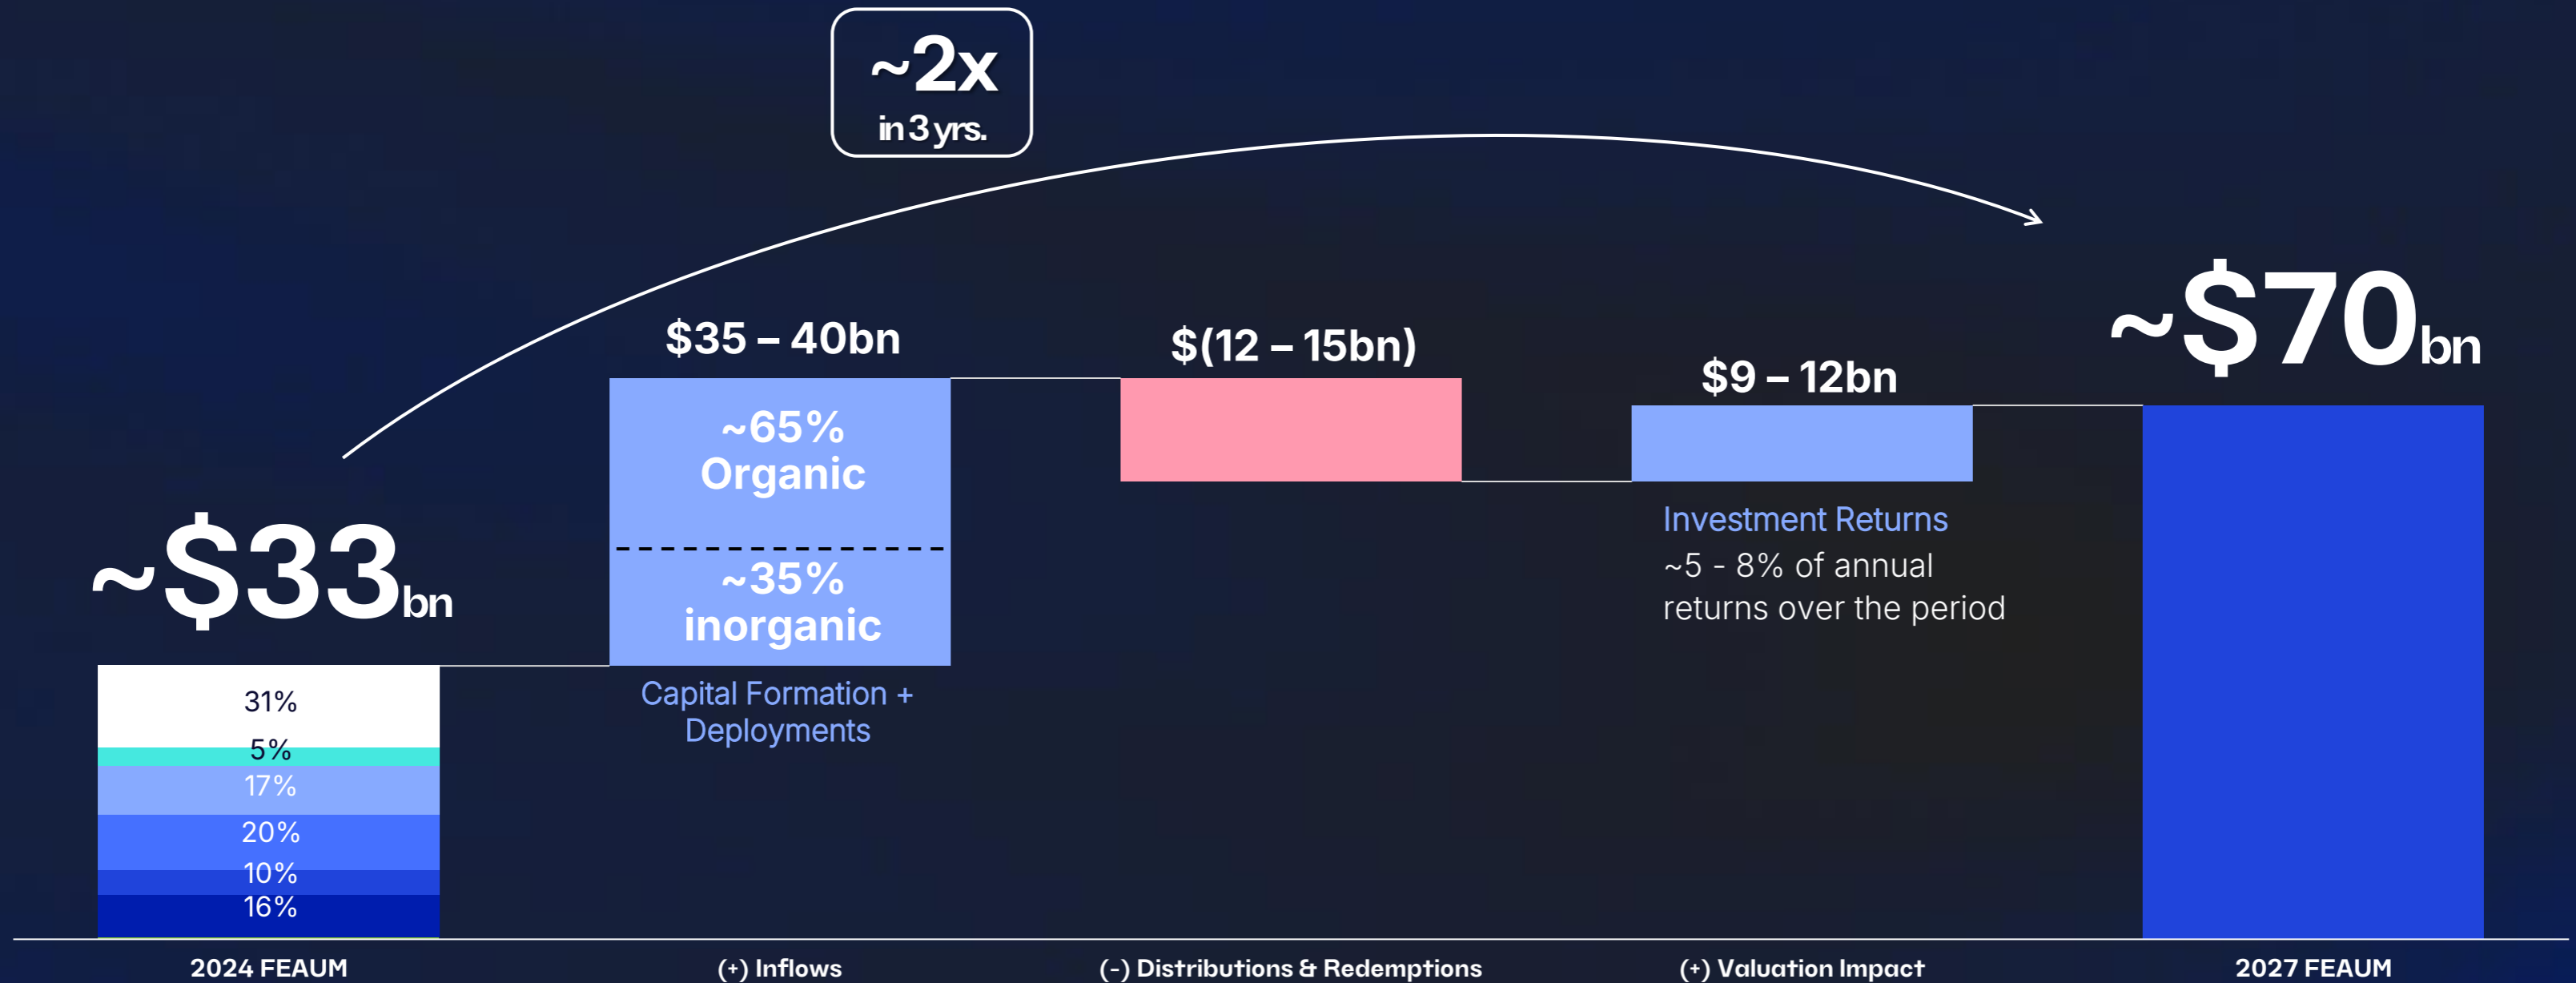 ~2x
in 3 yrs.
~$33bn
31%
5%
17%
20%
10%
16%
2024 FEAUM
$35 – 40bn
~65%
Organic
~35%
inorganic
Capital Formation +
Deployments
(+) Inflows
$(12 – 15bn)
(-) Distributions & Redemptions
$9 – 12bn
Investment Returns
~5 - 8% of annual
returns over the period
(+) Valuation Impact
~$70bn
2027 FEAUM